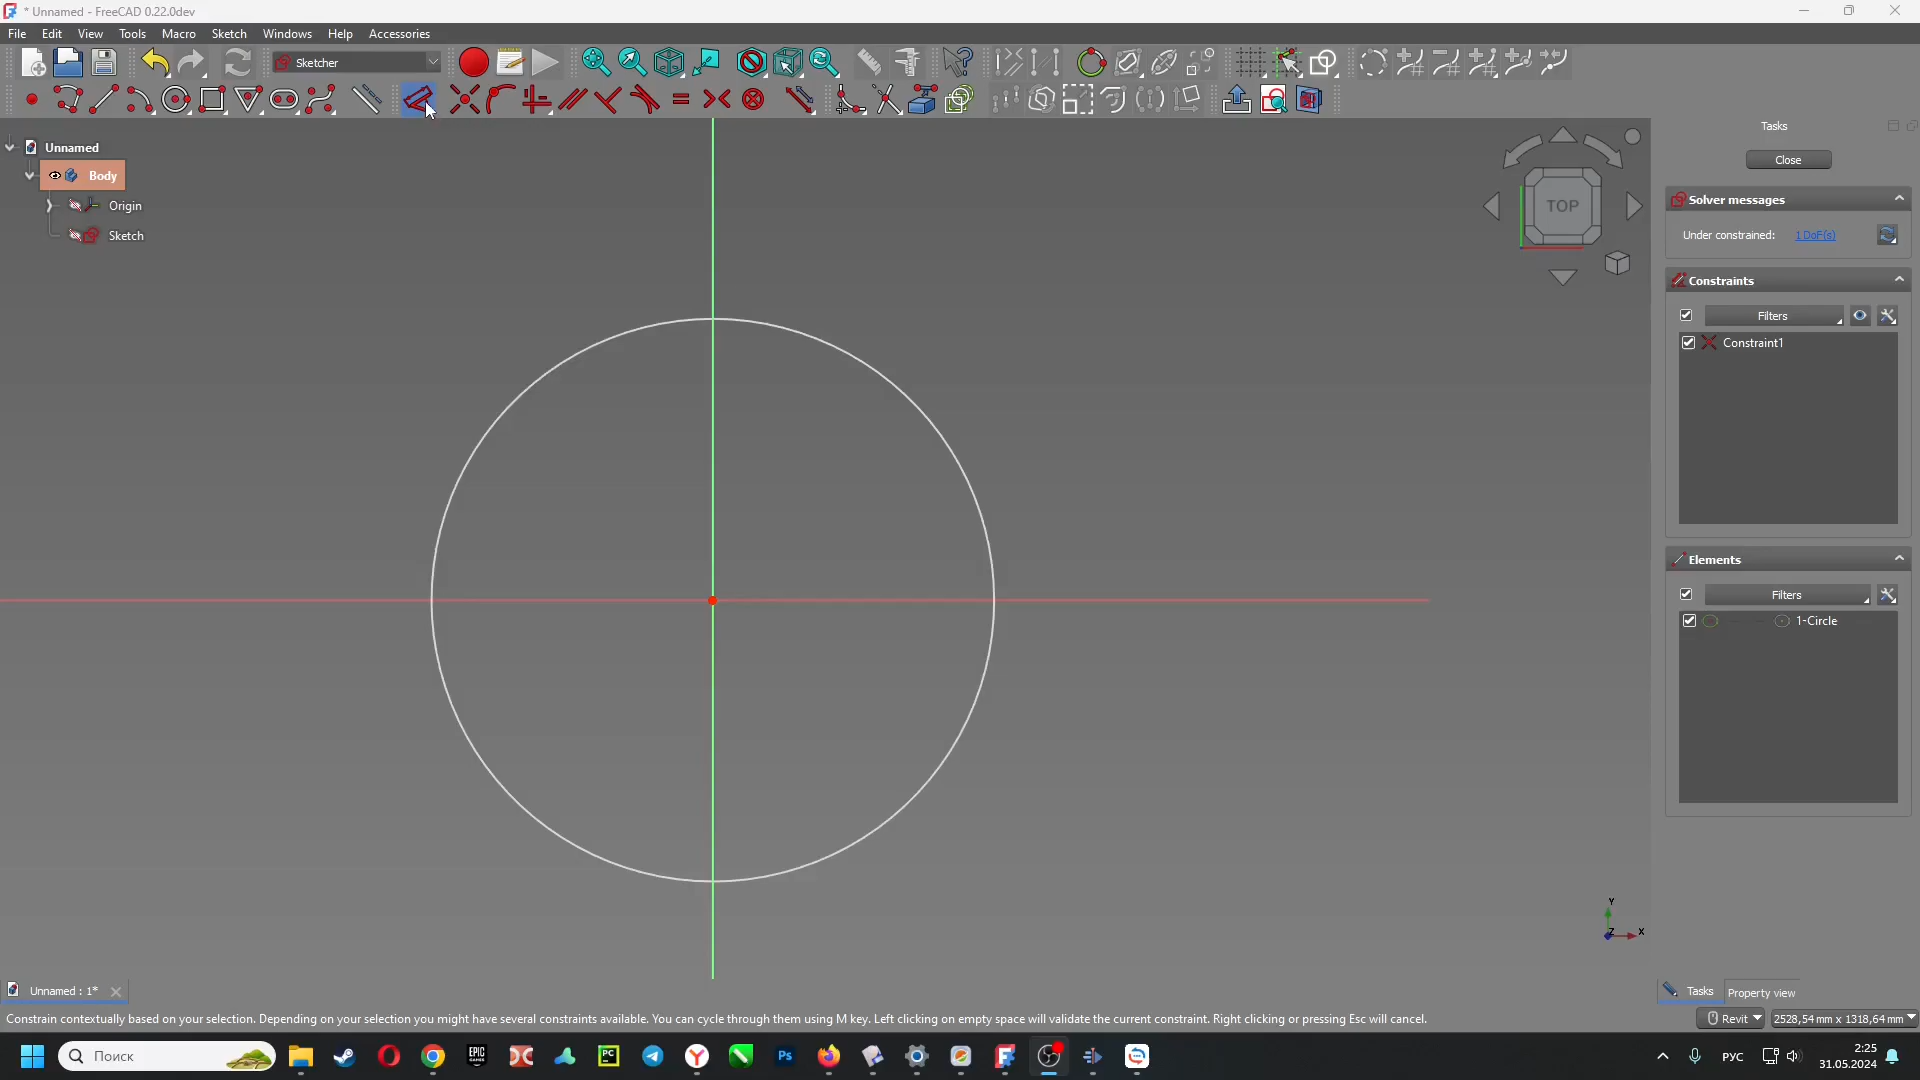 * Unnamed - FreeCAD 0.22.0dev
File Edit View Tools Macro Sketch Windows Help Accessories
Sketcher
Unnamed
Body
Origin
Sketch
TOP
Tasks
Close
Solver messages
Under constrained: 1 DoF(s)
Constraints
Filters
Constraint1
Elements
Filters
1-Circle
Y
Z
X
Unnamed : 1*
Tasks
Property view
Constrain contextually based on your selection. Depending on your selection you might have several constraints available. You can cycle through them using M key. Left clicking on empty space will validate the current constraint. Right clicking or pressing Esc will cancel.
Revit
2528,54 mm x 1318,64 mm
Поиск
EPIC GAMES
PC
Ps
РУС
2:25
31.05.2024